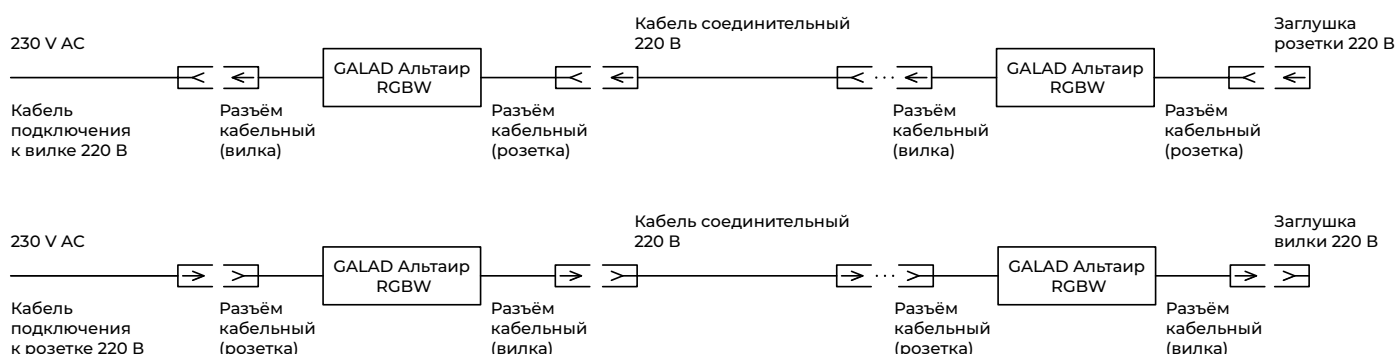 230 V AC
Кабель соединительный
220 В
Заглушка
розетки 220 В
GALAD Альтаир
RGBW
GALAD Альтаир
RGBW
Кабель
подключения
к вилке 220 В
Разъём
кабельный
(вилка)
Разъём
кабельный
(розетка)
Разъём
кабельный
(вилка)
Разъём
кабельный
(розетка)
230 V AC
Кабель соединительный
220 В
Заглушка
вилки 220 В
GALAD Альтаир
RGBW
GALAD Альтаир
RGBW
Кабель
подключения
к розетке 220 В
Разъём
кабельный
(розетка)
Разъём
кабельный
(вилка)
Разъём
кабельный
(розетка)
Разъём
кабельный
(вилка)